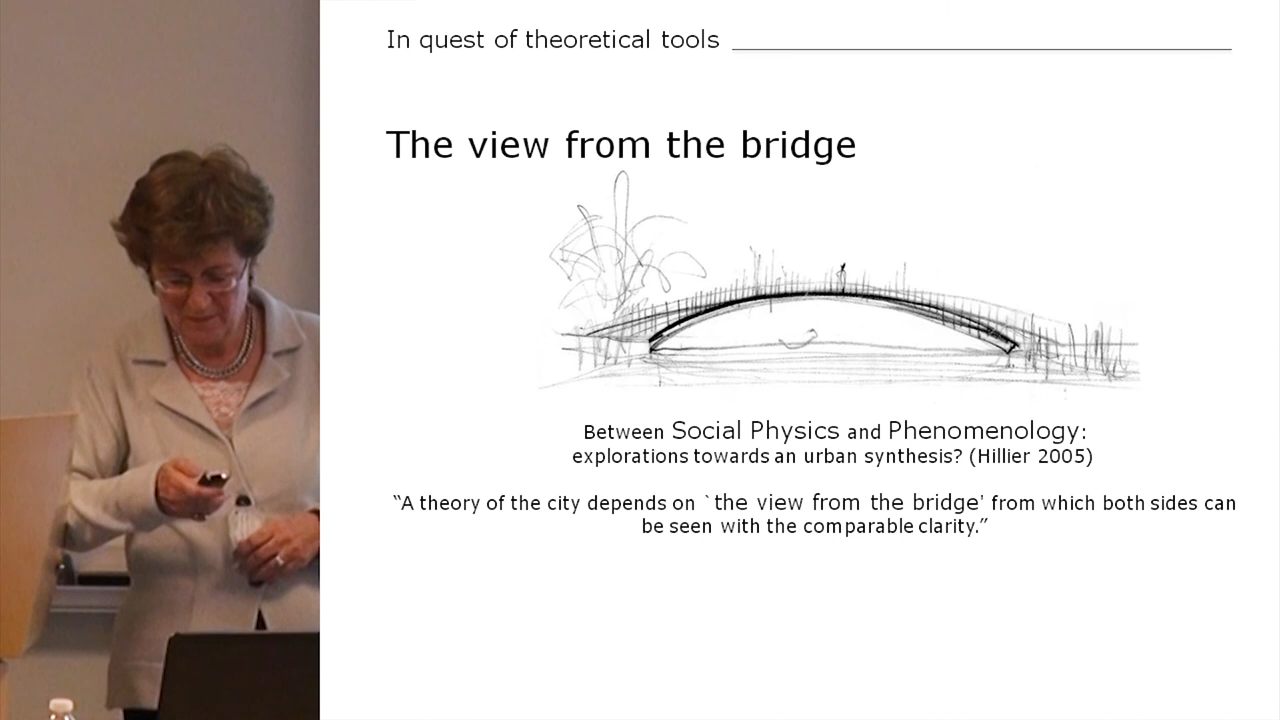 In quest of theoretical tools
The view from the bridge
Between Social Physics and Phenomenology:
explorations towards an urban synthesis? (Hillier 2005)
“A theory of the city depends on `the view from the bridge' from which both sides can
be seen with the comparable clarity.”